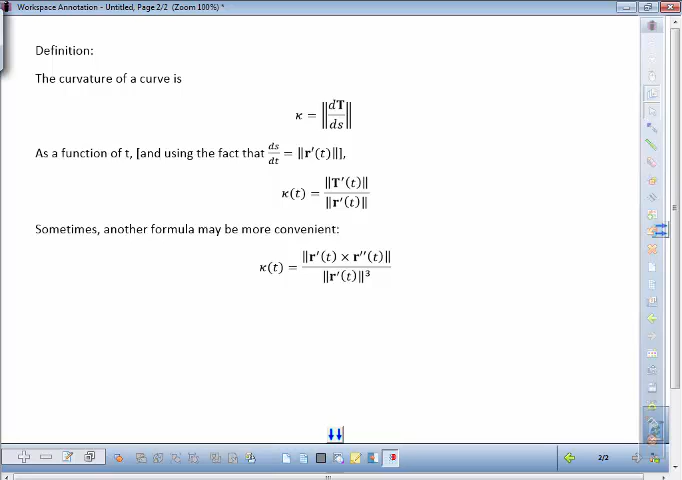 Workspace Annotation - Untitled, Page 2/2 (Zoom 100%) *
Definition:
The curvature of a curve is
κ = ‖dT/ds‖
As a function of t, [and using the fact that ds/dt = ‖r′(t)‖],
κ(t) = ‖T′(t)‖ / ‖r′(t)‖
Sometimes, another formula may be more convenient:
κ(t) = ‖r′(t) × r′′(t)‖ / ‖r′(t)‖³
2/2